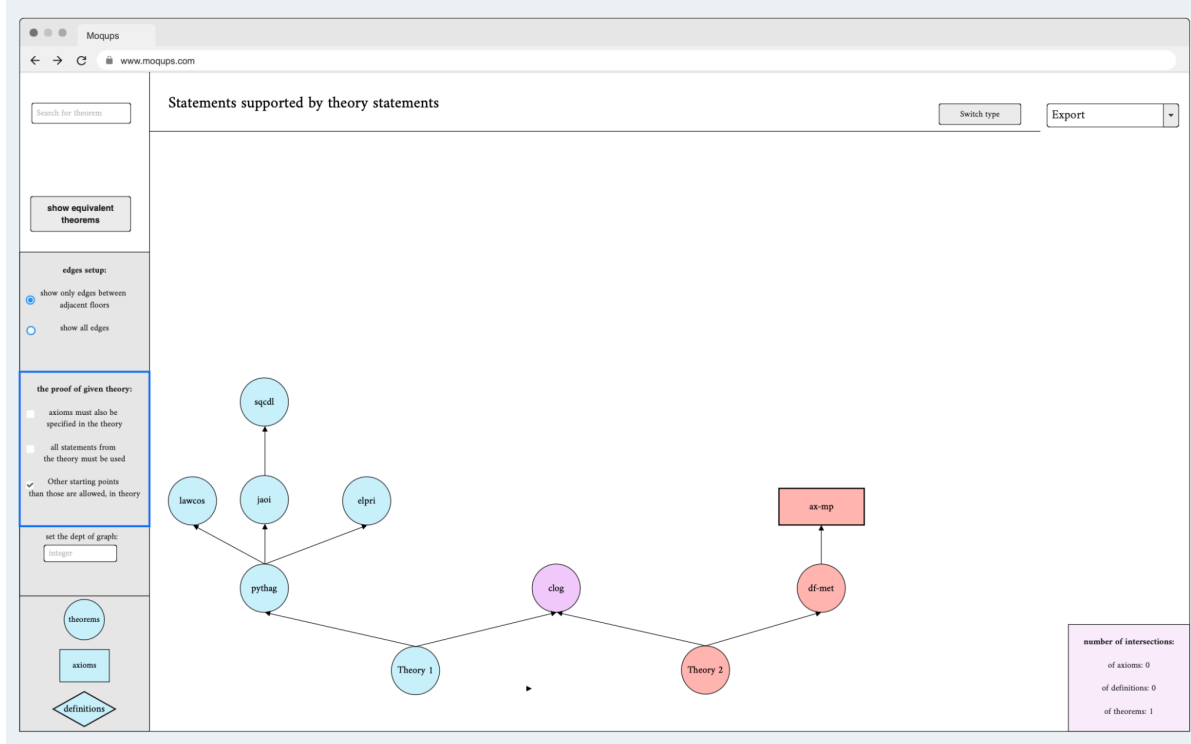 Moqups
www.moqups.com
Search for theorem
Statements supported by theory statements
Switch type
Export
show equivalent
theorems
edges setup:
show only edges between
adjacent floors
show all edges
the proof of given theory:
axioms must also be
specified in the theory
all statements from
the theory must be used
Other starting points
than those are allowed, in theory
set the dept of graph:
integer
theorems
axioms
definitions
sqcdl
lawcos
jaoi
elpri
ax-mp
pythag
clog
df-met
Theory 1
Theory 2
number of intersections:
of axioms: 0
of definitions: 0
of theorems: 1